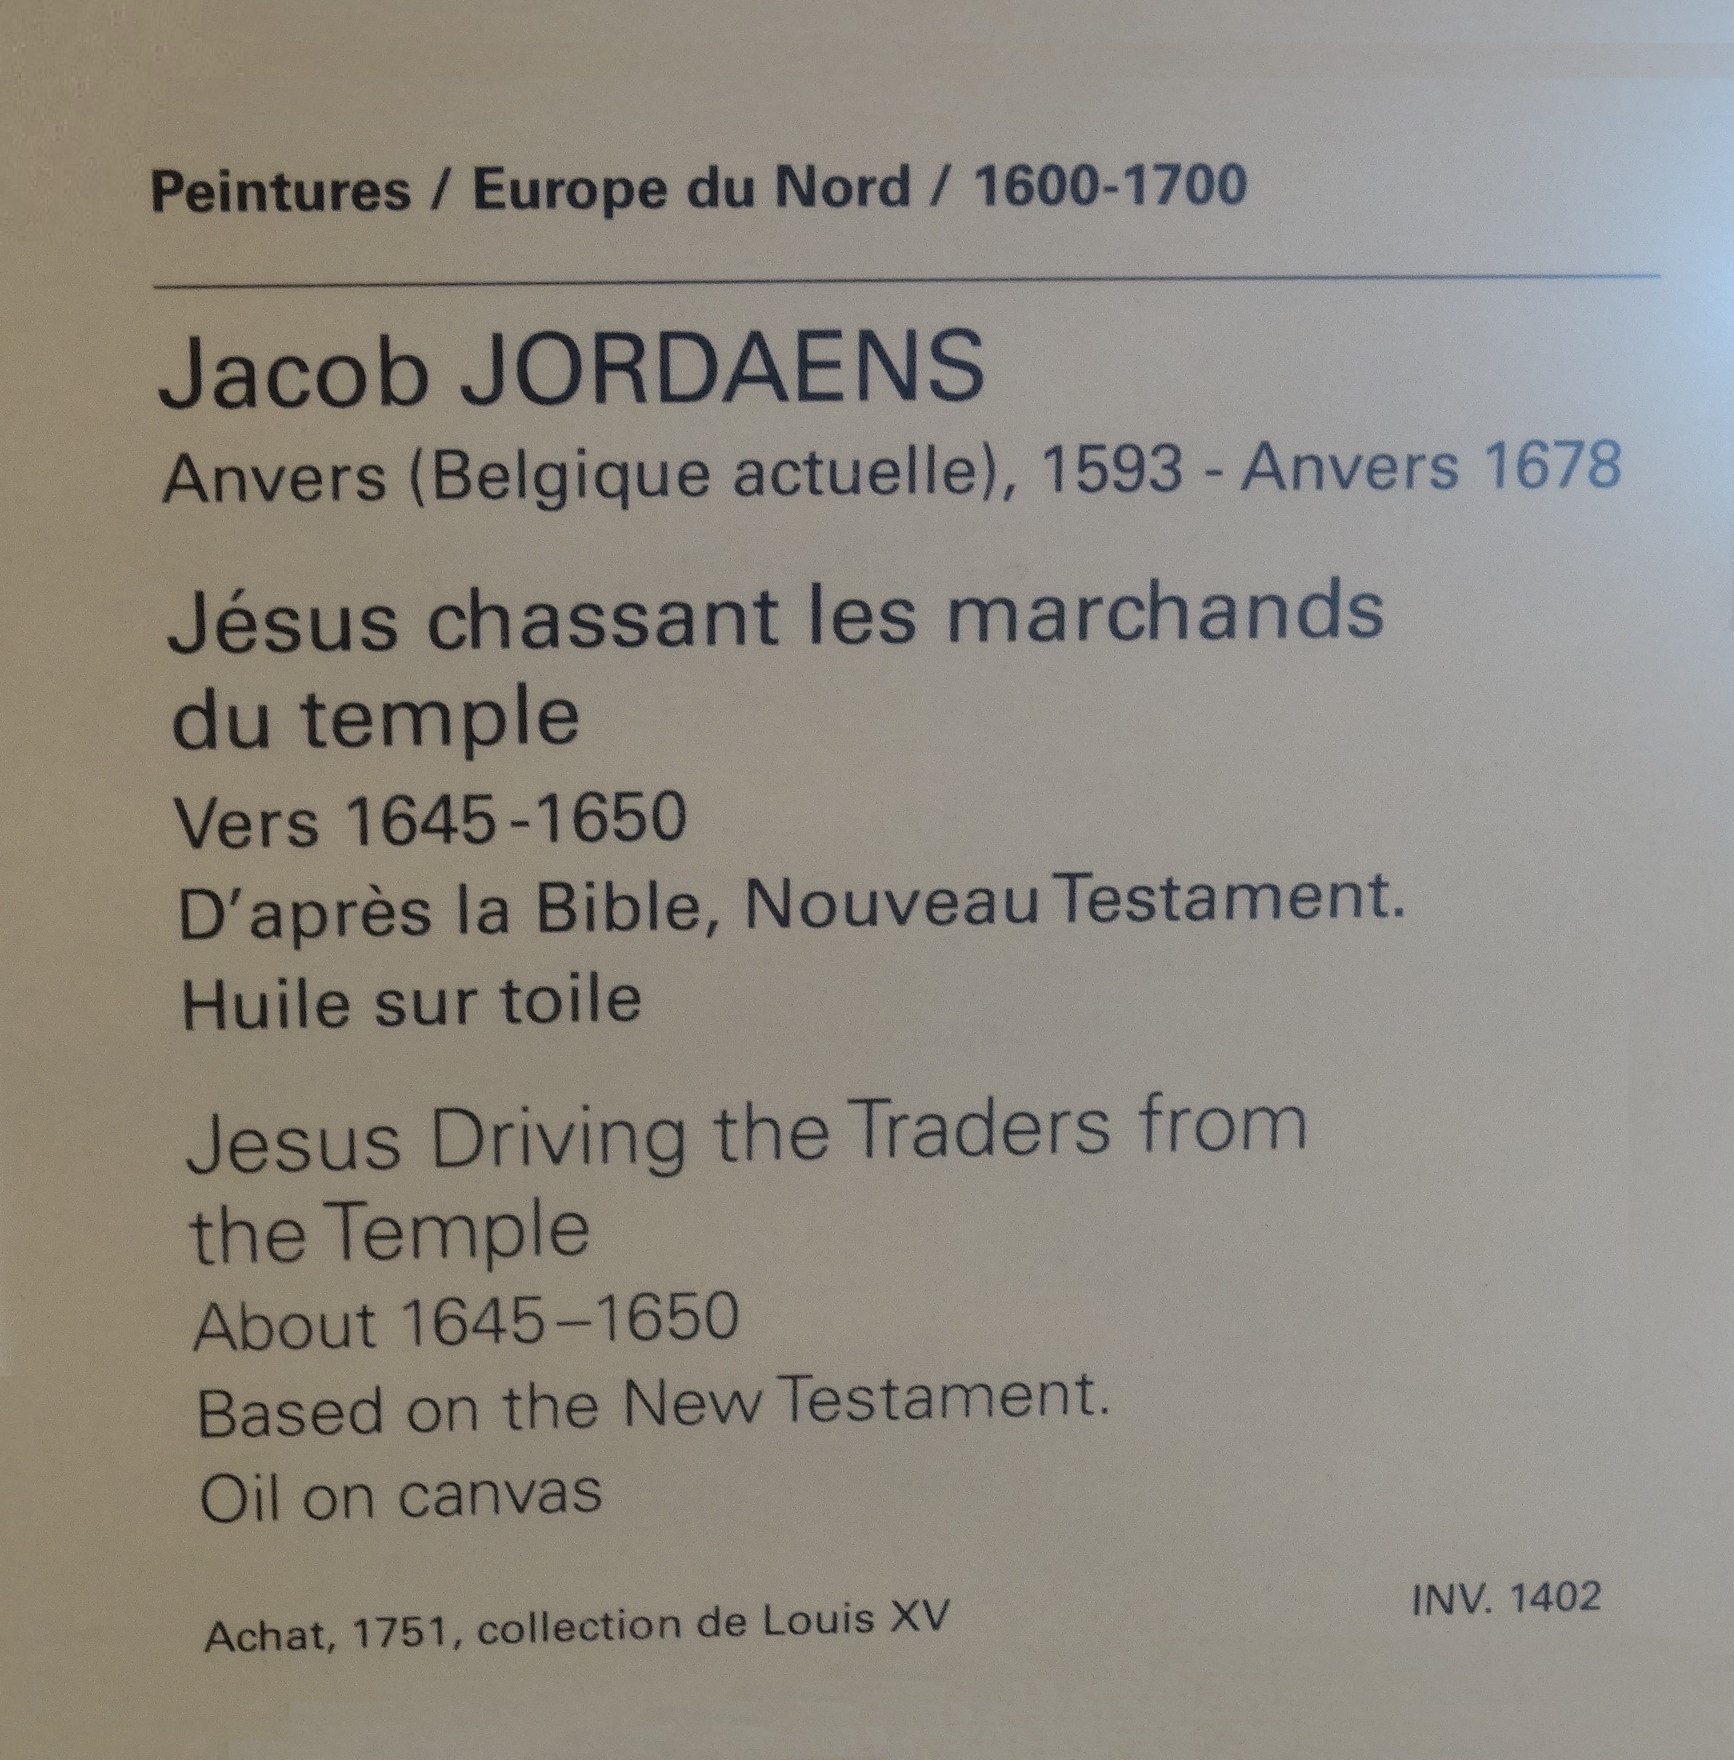 Peintures / Europe du Nord / 1600-1700
Jacob JORDAENS
Anvers (Belgique actuelle), 1593 - Anvers 1678
Jésus chassant les marchands
du temple
Vers 1645-1650
D'après la Bible, Nouveau Testament.
Huile sur toile
Jesus Driving the Traders from
the Temple
About 1645–1650
Based on the New Testament.
Oil on canvas
Achat, 1751, collection de Louis XV
INV. 1402